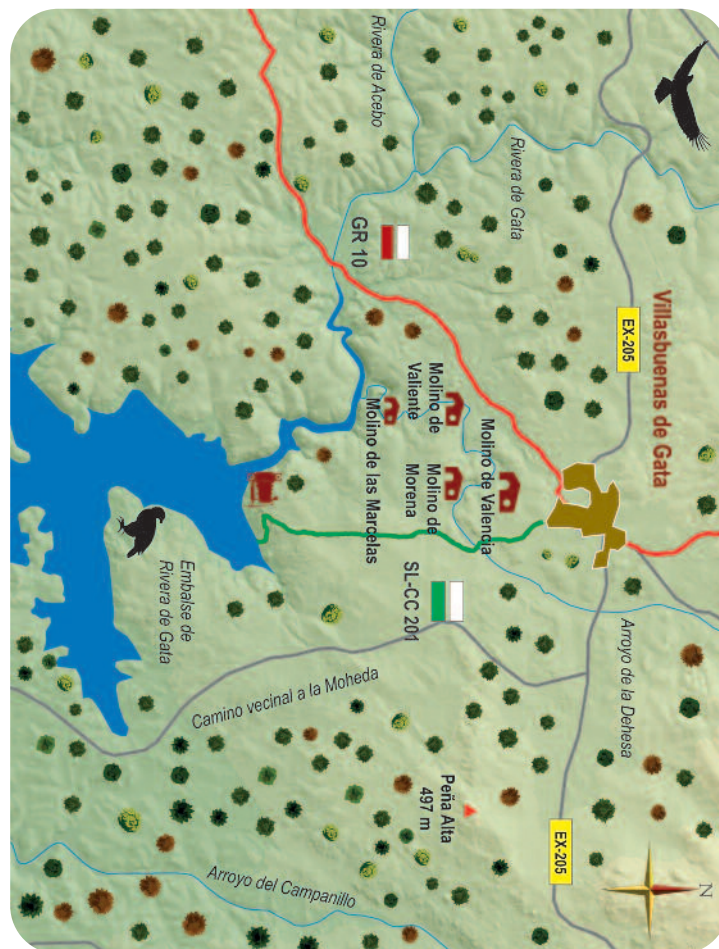 Villasbuenas de Gata
EX-205
Rivera de Acebo
Rivera de Gata
GR 10
Molino de Valencia
Molino de
Valiente
Molino de
Morena
Molino de las Marcelas
SL-CC 201
Arroyo de la Dehesa
Embalse de
Rivera de Gata
Camino vecinal a la Moheda
Peña Alta
497 m
EX-205
Arroyo del Campanillo
N